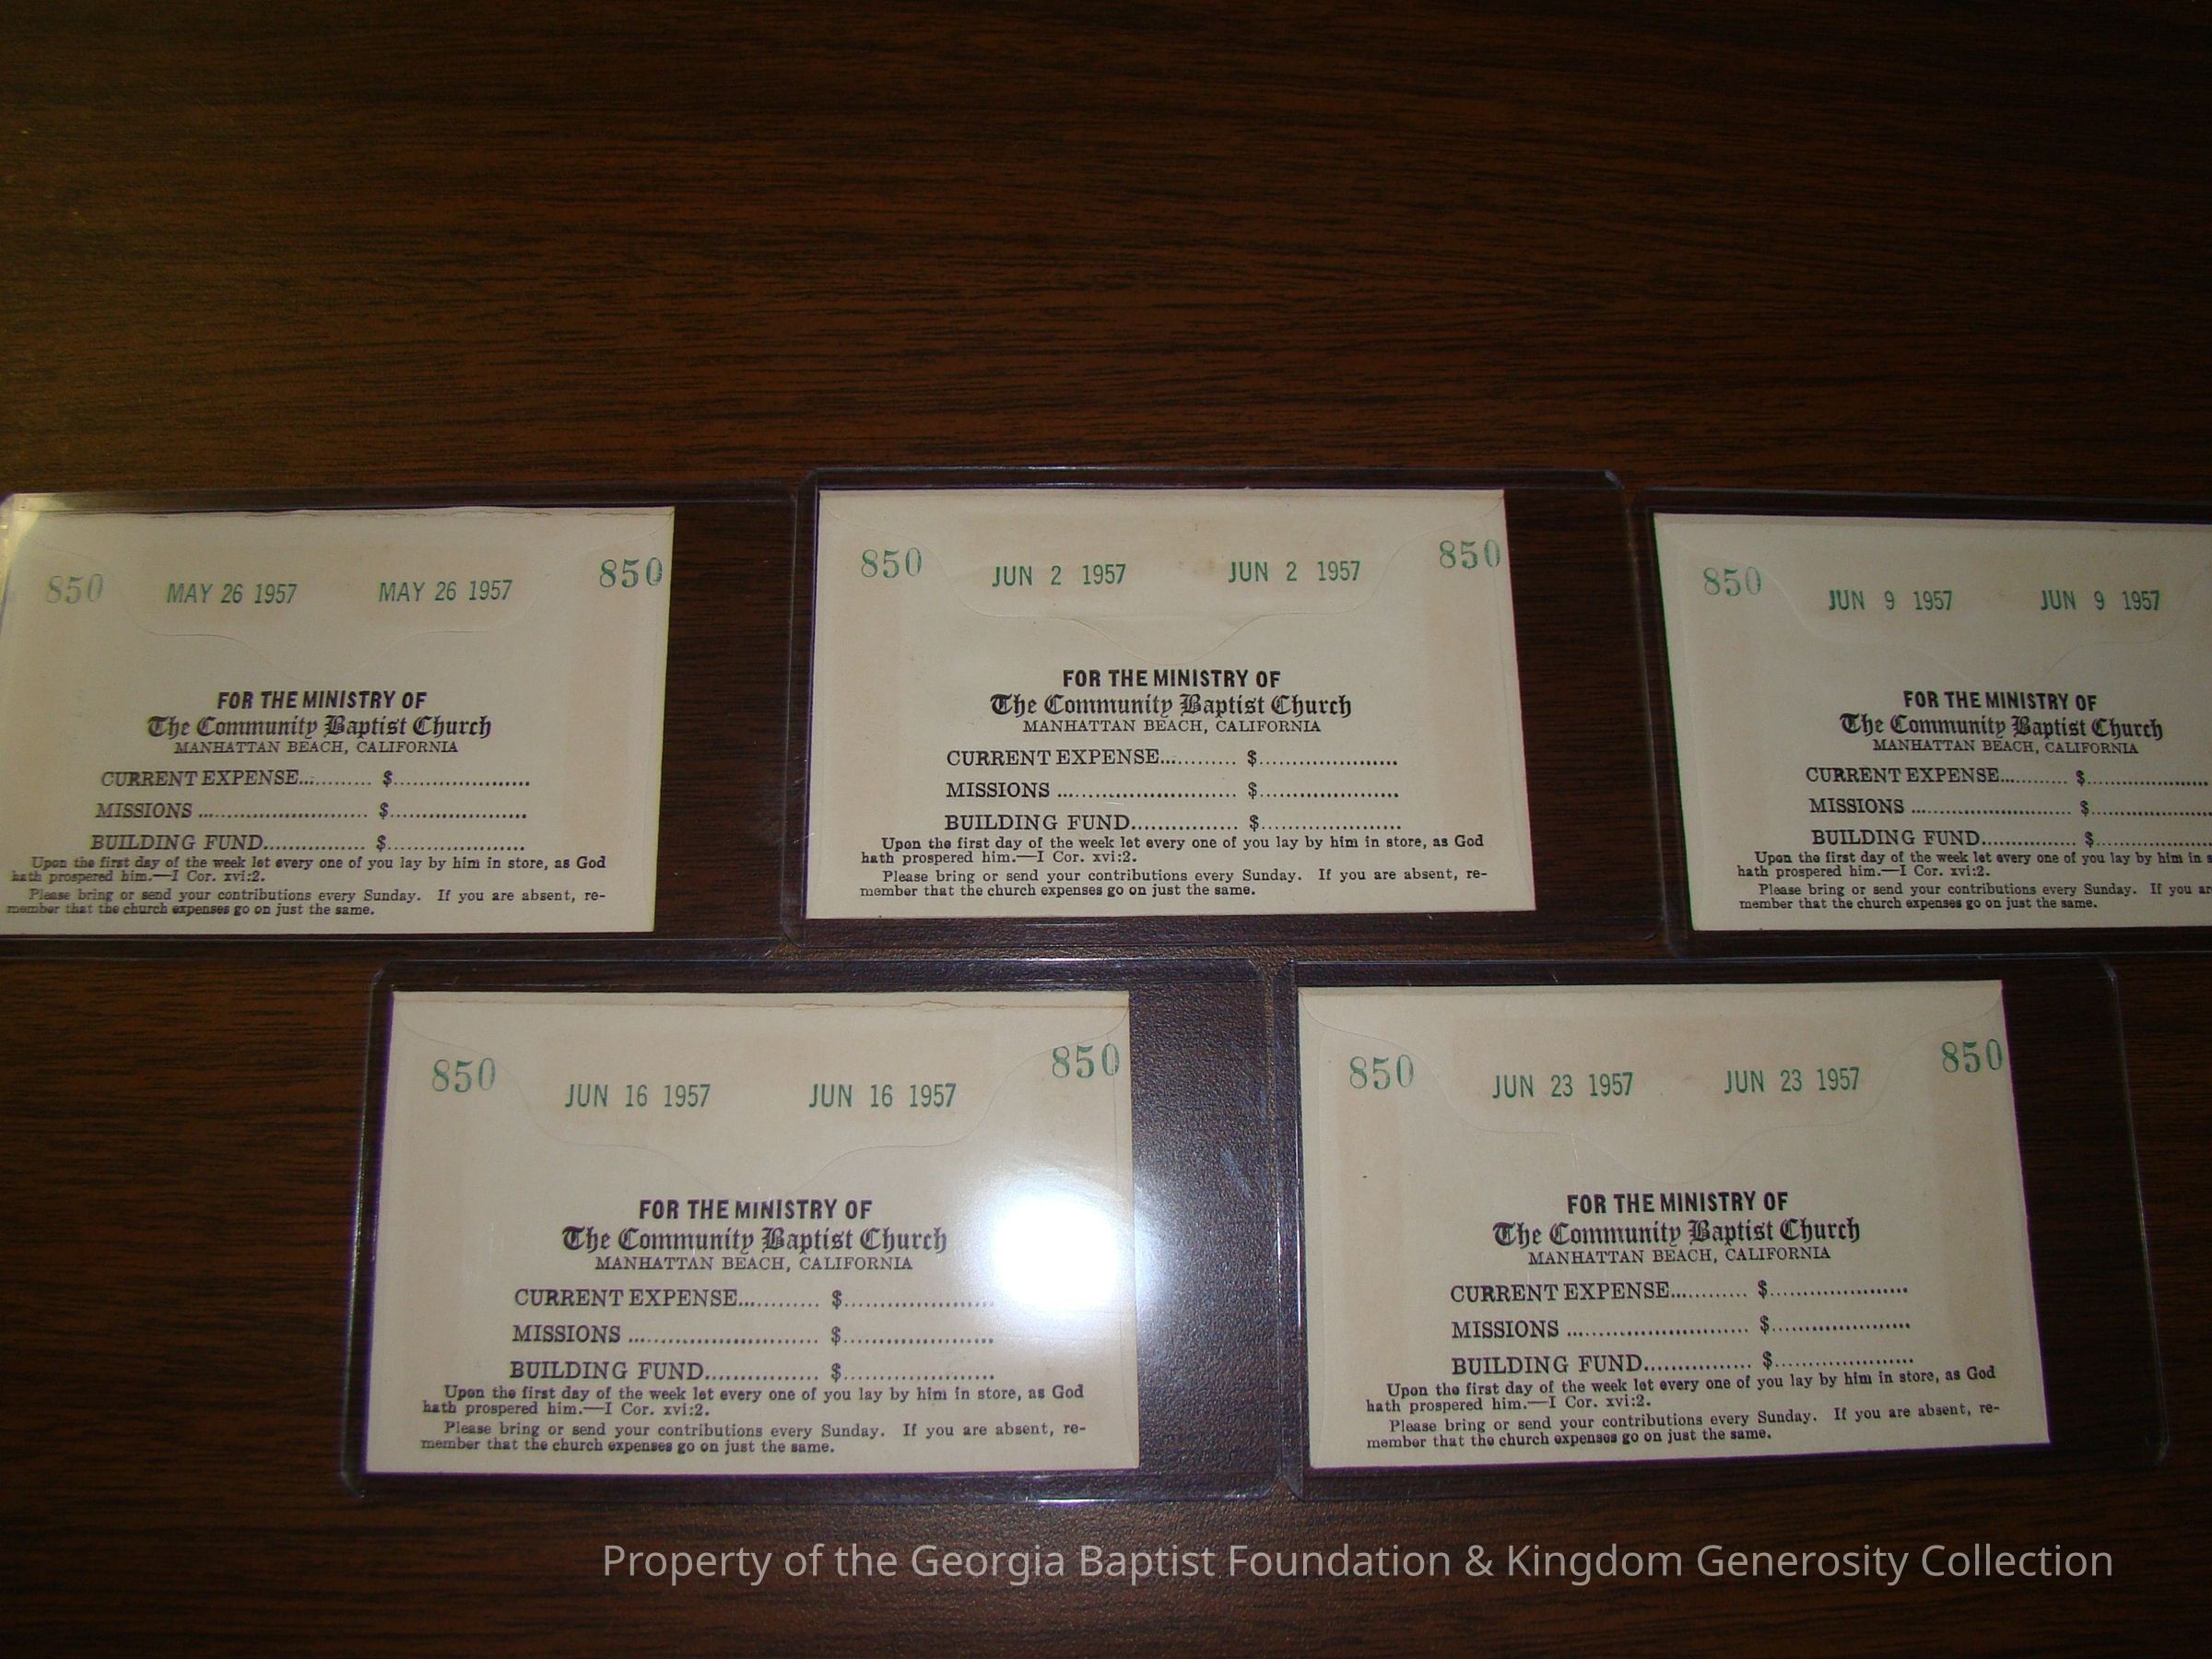 850 MAY 26 1957 MAY 26 1957 850
FOR THE MINISTRY OF
The Community Baptist Church
MANHATTAN BEACH, CALIFORNIA
CURRENT EXPENSE........... $......................
MISSIONS ............................ $......................
BUILDING FUND................ $......................
Upon the first day of the week let every one of you lay by him in store, as God
hath prospered him.—I Cor. xvi:2.
Please bring or send your contributions every Sunday. If you are absent, re-
member that the church expenses go on just the same.
850 JUN 2 1957 JUN 2 1957 850
FOR THE MINISTRY OF
The Community Baptist Church
MANHATTAN BEACH, CALIFORNIA
CURRENT EXPENSE........... $......................
MISSIONS ............................ $......................
BUILDING FUND................ $......................
Upon the first day of the week let every one of you lay by him in store, as God
hath prospered him.—I Cor. xvi:2.
Please bring or send your contributions every Sunday. If you are absent, re-
member that the church expenses go on just the same.
850 JUN 9 1957 JUN 9 1957
FOR THE MINISTRY OF
The Community Baptist Church
MANHATTAN BEACH, CALIFORNIA
CURRENT EXPENSE........... $......................
MISSIONS ............................ $......................
BUILDING FUND................ $......................
Upon the first day of the week let every one of you lay by him in
hath prospered him.—I Cor. xvi:2.
Please bring or send your contributions every Sunday. If you
member that the church expenses go on just the same.
850 JUN 16 1957 JUN 16 1957 850
FOR THE MINISTRY OF
The Community Baptist Church
MANHATTAN BEACH, CALIFORNIA
CURRENT EXPENSE........... $......................
MISSIONS ............................ $......................
BUILDING FUND................ $......................
Upon the first day of the week let every one of you lay by him in store, as God
hath prospered him.—I Cor. xvi:2.
Please bring or send your contributions every Sunday. If you are absent, re-
member that the church expenses go on just the same.
850 JUN 23 1957 JUN 23 1957 850
FOR THE MINISTRY OF
The Community Baptist Church
MANHATTAN BEACH, CALIFORNIA
CURRENT EXPENSE........... $......................
MISSIONS ............................ $......................
BUILDING FUND................ $......................
Upon the first day of the week let every one of you lay by him in store, as God
hath prospered him.—I Cor. xvi:2.
Please bring or send your contributions every Sunday. If you are absent, re-
member that the church expenses go on just the same.
Property of the Georgia Baptist Foundation & Kingdom Generosity Collection